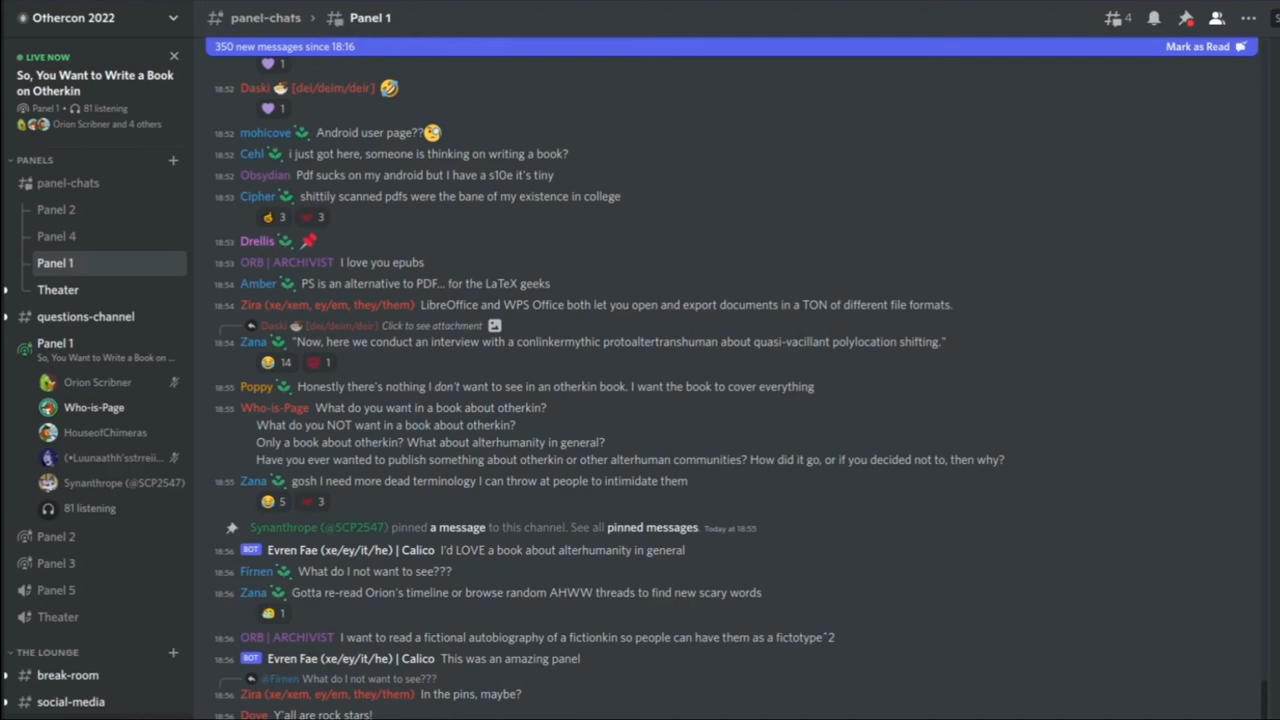 Othercon 2022
panel-chats
Panel 1
4
350 new messages since 18:16
Mark as Read
LIVE NOW
So, You Want to Write a Book
on Otherkin
Panel 1 • 81 listening
Orion Scribner and 4 others
PANELS
panel-chats
Panel 2
Panel 4
Panel 1
Theater
questions-channel
Panel 1
So, You Want to Write a Book on ...
Orion Scribner
Who-is-Page
HouseofChimeras
(•Luunaathh'sstrreii...
Synanthrope (@SCP2547)
81 listening
Panel 2
Panel 3
Panel 5
Theater
THE LOUNGE
break-room
social-media
1
18:52 Daski [dei/deim/deir]
1
18:52 mohicove Android user page??
18:52 Cehl i just got here, someone is thinking on writing a book?
18:52 Obsydian Pdf sucks on my android but I have a s10e it's tiny
18:53 Cipher shittily scanned pdfs were the bane of my existence in college
3 3
18:53 Drellis
18:53 ORB | ARCHIVIST I love you epubs
18:54 Amber PS is an alternative to PDF... for the LaTeX geeks
18:54 Zira (xe/xem, ey/em, they/them) LibreOffice and WPS Office both let you open and export documents in a TON of different file formats.
Daski [dei/deim/deir] Click to see attachment
18:54 Zana "Now, here we conduct an interview with a conlinkermythic protoaltertranshuman about quasi-vacillant polylocation shifting."
14 1
18:55 Poppy Honestly there's nothing I don't want to see in an otherkin book. I want the book to cover everything
18:55 Who-is-Page What do you want in a book about otherkin?
What do you NOT want in a book about otherkin?
Only a book about otherkin? What about alterhumanity in general?
Have you ever wanted to publish something about otherkin or other alterhuman communities? How did it go, or if you decided not to, then why?
18:55 Zana gosh I need more dead terminology I can throw at people to intimidate them
5 3
Synanthrope (@SCP2547) pinned a message to this channel. See all pinned messages. Today at 18:55
18:56 BOT Evren Fae (xe/ey/it/he) | Calico I'd LOVE a book about alterhumanity in general
18:56 Fírnen What do I not want to see???
18:56 Zana Gotta re-read Orion's timeline or browse random AHWW threads to find new scary words
1
18:56 ORB | ARCHIVIST I want to read a fictional autobiography of a fictionkin so people can have them as a fictotype^2
18:56 BOT Evren Fae (xe/ey/it/he) | Calico This was an amazing panel
@Fírnen What do I not want to see???
18:56 Zira (xe/xem, ey/em, they/them) In the pins, maybe?
18:56 Dove Y'all are rock stars!